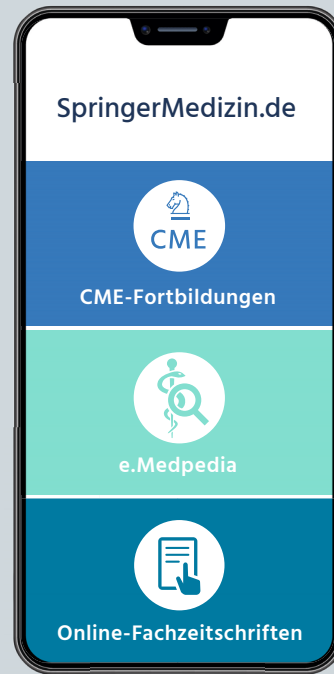 SpringerMedizin.de
CME
CME-Fortbildungen
e.Medpedia
Online-Fachzeitschriften